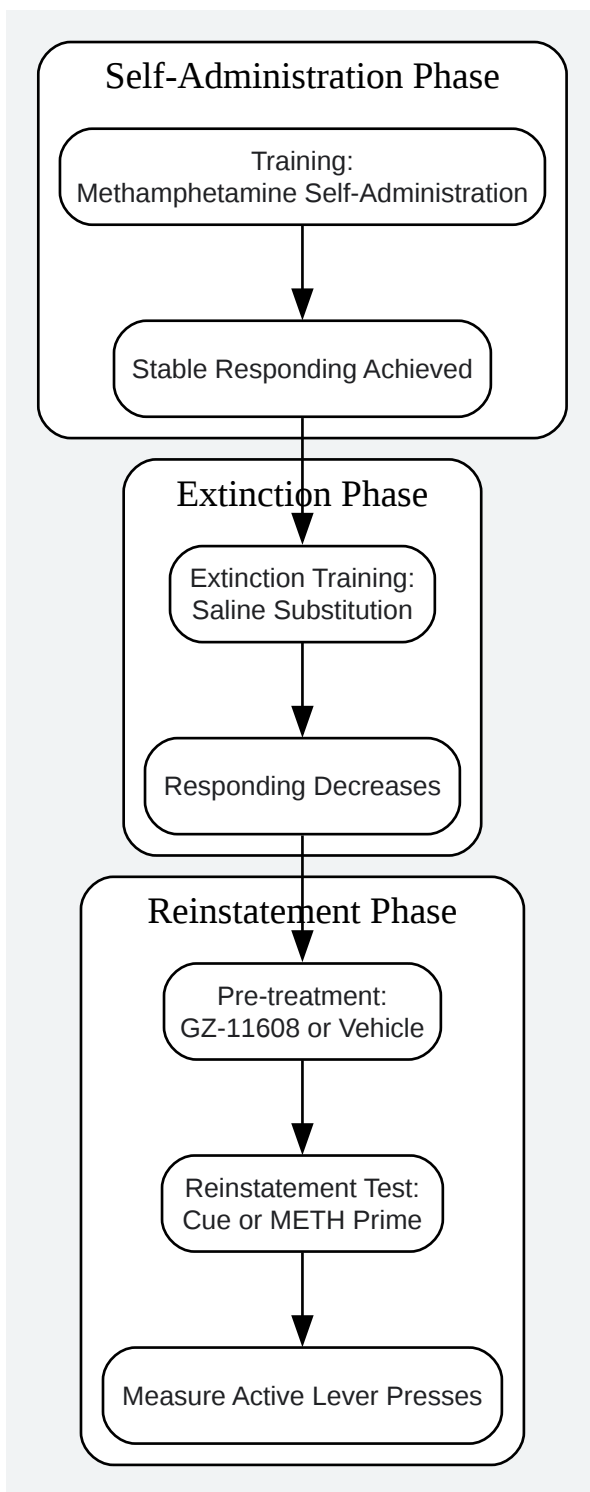 Self-Administration Phase
Training:
Methamphetamine Self-Administration
Stable Responding Achieved
Extinction Phase
Extinction Training:
Saline Substitution
Responding Decreases
Reinstatement Phase
Pre-treatment:
GZ-11608 or Vehicle
Reinstatement Test:
Cue or METH Prime
Measure Active Lever Presses